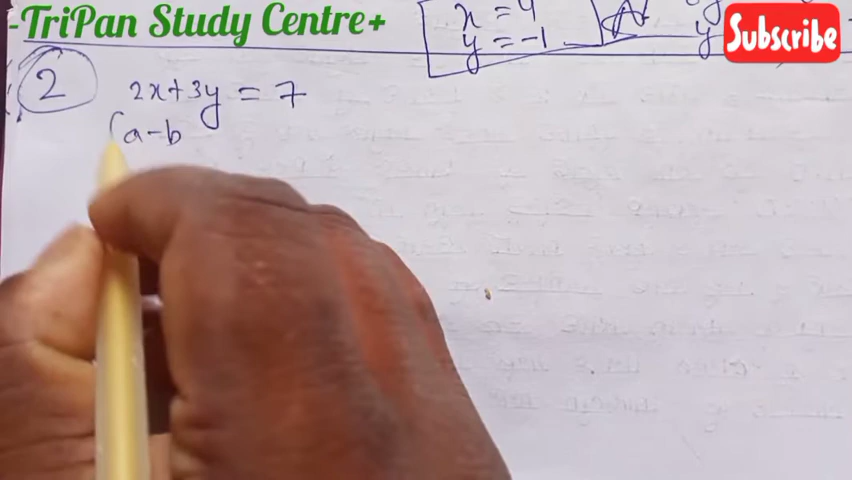 -TriPan Study Centre+
x = 4
y = -1
y
Subscribe
2
2x+3y = 7
(a-b